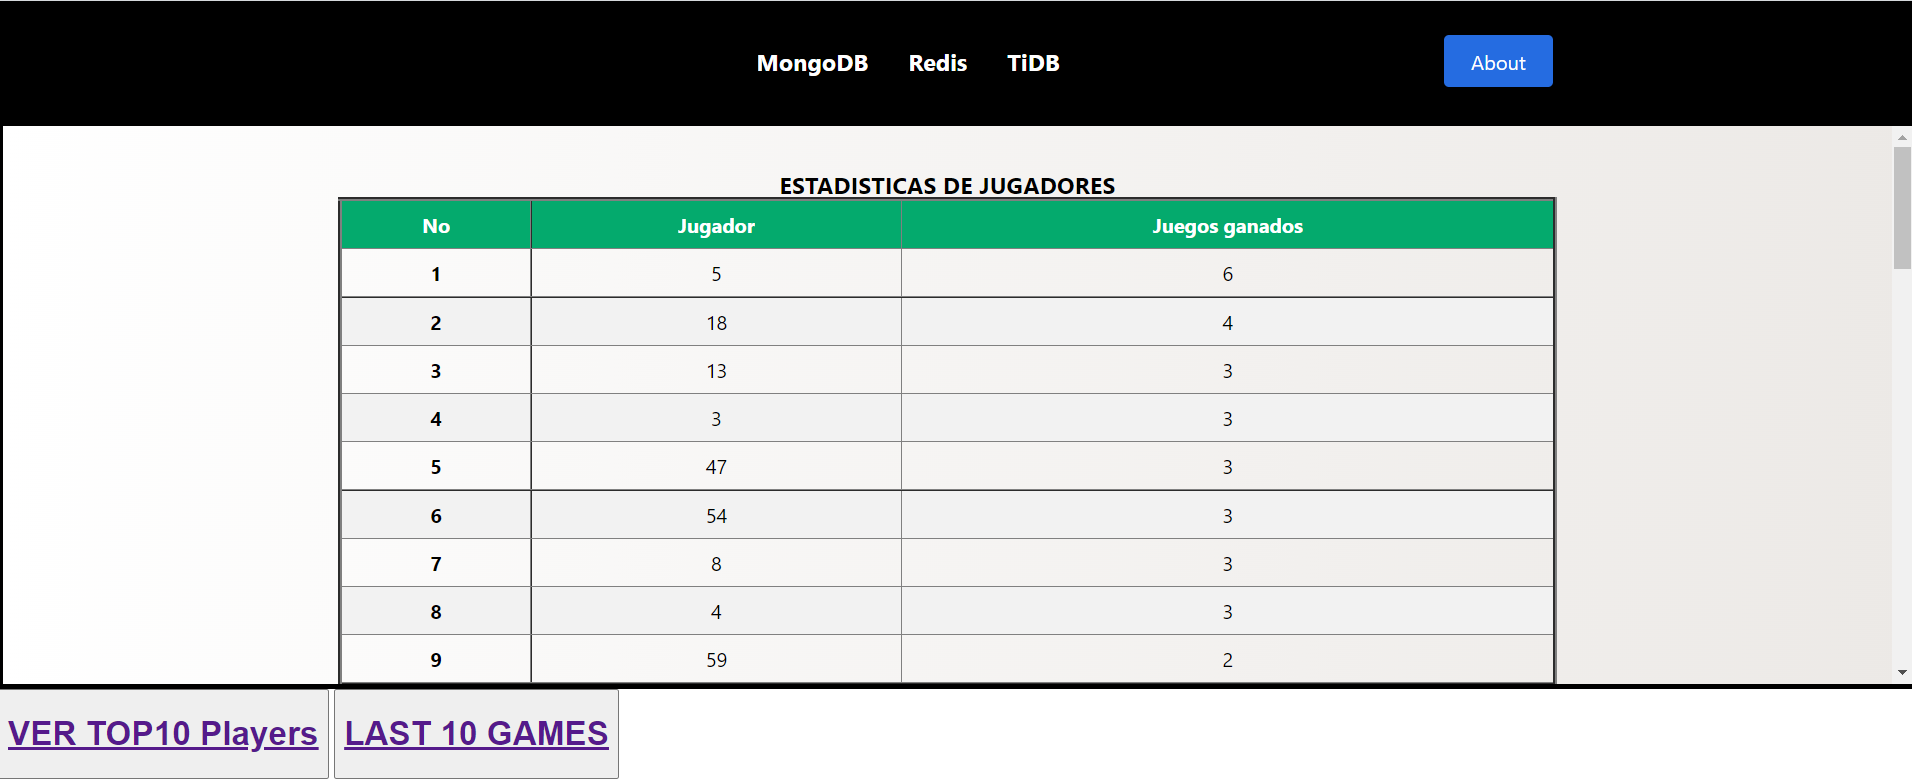 MongoDB Redis TiDB About
ESTADISTICAS DE JUGADORES
No Jugador Juegos ganados
1 5 6
2 18 4
3 13 3
4 3 3
5 47 3
6 54 3
7 8 3
8 4 3
9 59 2
VER TOP10 Players LAST 10 GAMES